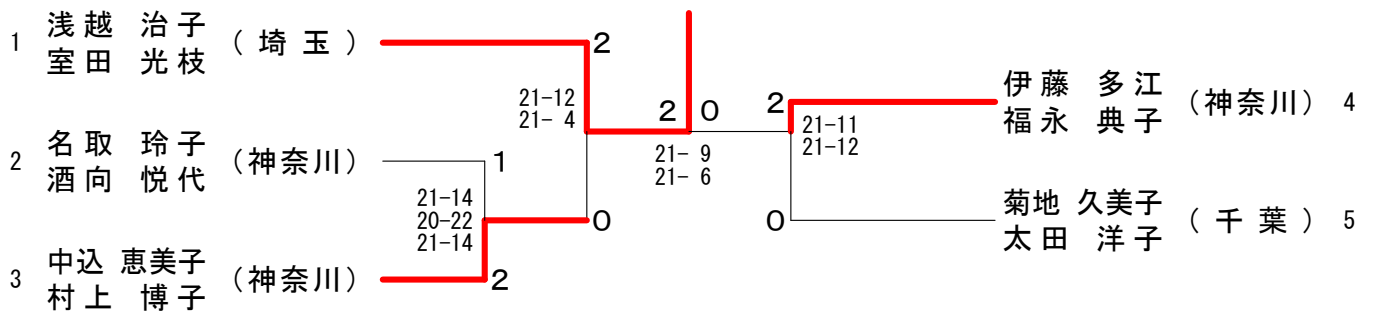 1 浅越 治子 (埼玉)
室田 光枝
2
21-12
21- 4
2 名取 玲子 (神奈川)
酒向 悦代
1
21-14
20-22
21-14
0
3 中込 恵美子 (神奈川)
村上 博子
2
2 0
21- 9
21- 6
伊藤 多江 (神奈川) 4
福永 典子
2
21-11
21-12
菊地 久美子 (千葉) 5
太田 洋子
0